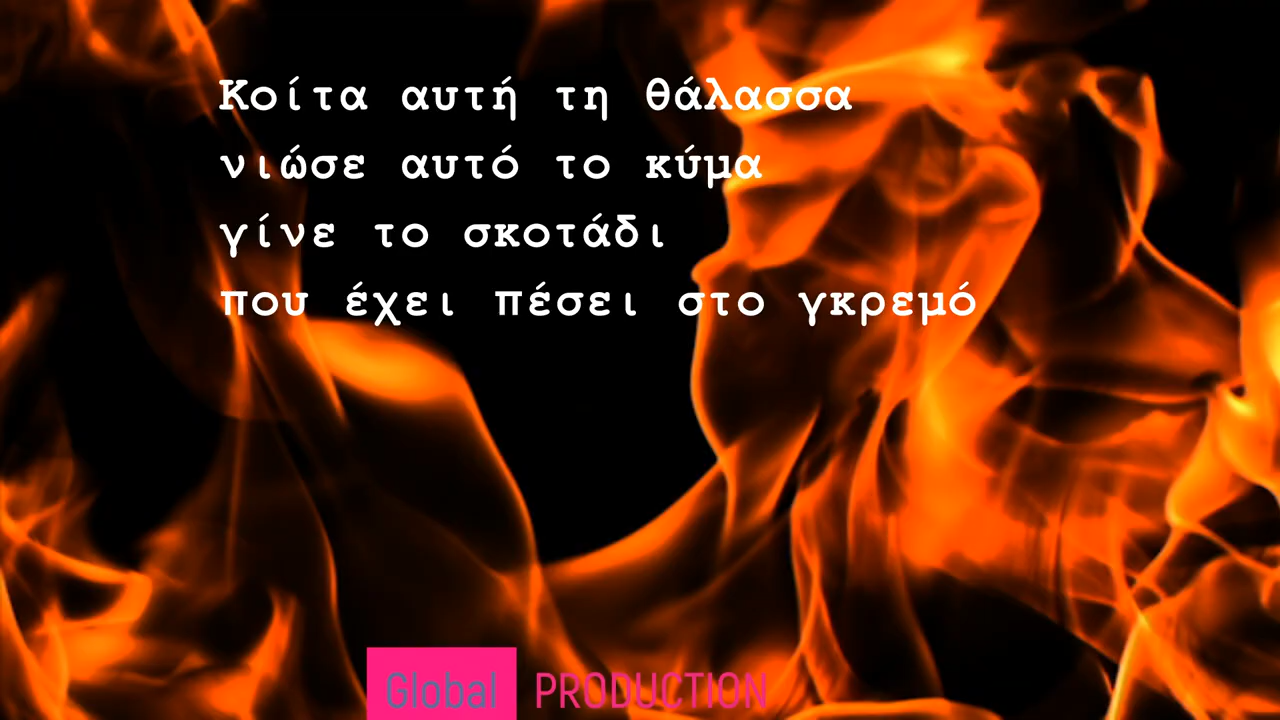 Κοίτα αυτή τη θάλασσα
νιώσε αυτό το κύμα
γίνε το σκοτάδι
που έχει πέσει στο γκρεμό
Global PRODUCTION